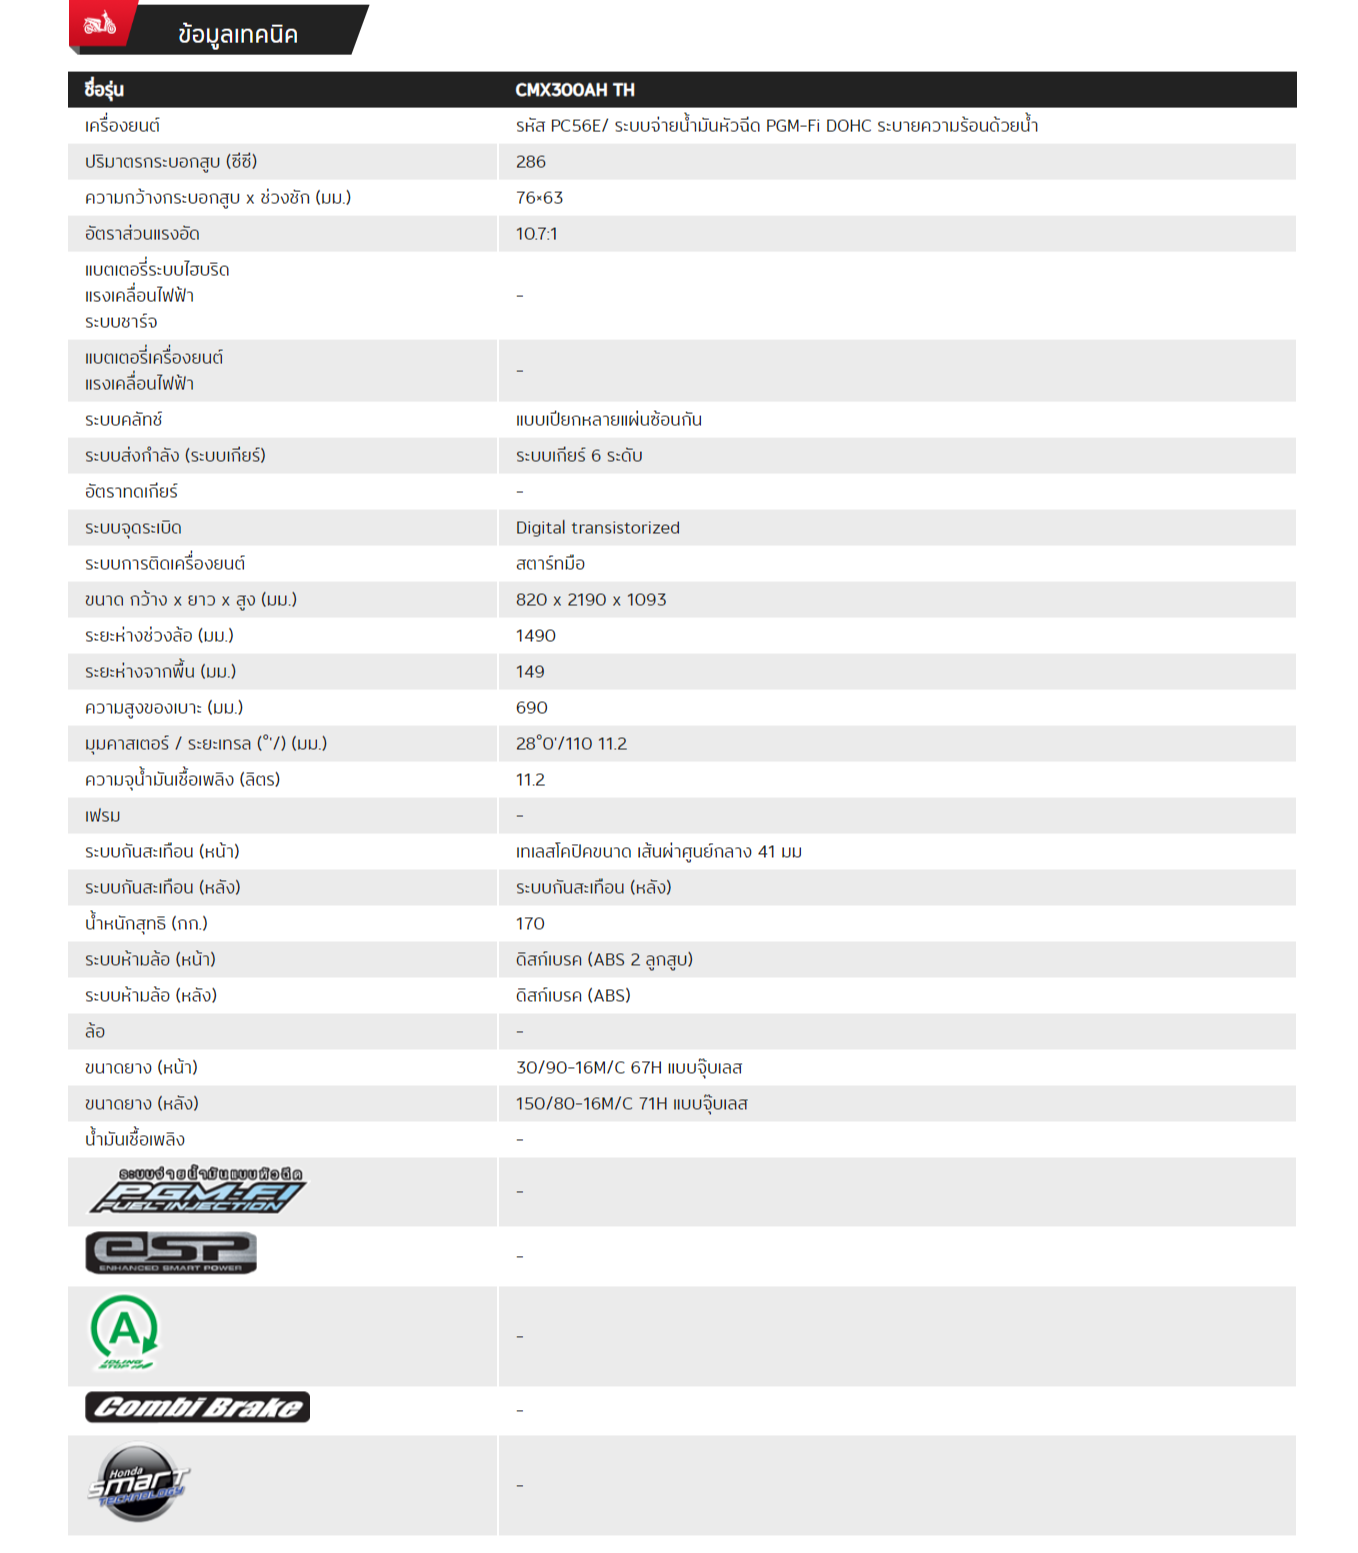 ข้อมูลเทคนิค
ชื่อรุ่น CMX300AH TH
เครื่องยนต์ รหัส PC56E/ ระบบจ่ายน้ำมันหัวฉีด PGM-Fi DOHC ระบายความร้อนด้วยน้ำ
ปริมาตรกระบอกสูบ (ซีซี) 286
ความกว้างกระบอกสูบ x ช่วงชัก (มม.) 76×63
อัตราส่วนแรงอัด 10.7:1
แบตเตอรี่ระบบไฮบริด
แรงเคลื่อนไฟฟ้า -
ระบบชาร์จ
แบตเตอรี่เครื่องยนต์
แรงเคลื่อนไฟฟ้า -
ระบบคลัทช์ แบบเปียกหลายแผ่นซ้อนกัน
ระบบส่งกำลัง (ระบบเกียร์) ระบบเกียร์ 6 ระดับ
อัตราทดเกียร์ -
ระบบจุดระเบิด Digital transistorized
ระบบการติดเครื่องยนต์ สตาร์ทมือ
ขนาด กว้าง x ยาว x สูง (มม.) 820 x 2190 x 1093
ระยะห่างช่วงล้อ (มม.) 1490
ระยะห่างจากพื้น (มม.) 149
ความสูงของเบาะ (มม.) 690
มุมคาสเตอร์ / ระยะเทรล (°'/) (มม.) 28°0'/110 11.2
ความจุน้ำมันเชื้อเพลิง (ลิตร) 11.2
เฟรม -
ระบบกันสะเทือน (หน้า) เทเลสโคปิคขนาด เส้นผ่าศูนย์กลาง 41 มม
ระบบกันสะเทือน (หลัง) ระบบกันสะเทือน (หลัง)
น้ำหนักสุทธิ (กก.) 170
ระบบห้ามล้อ (หน้า) ดิสก์เบรค (ABS 2 ลูกสูบ)
ระบบห้ามล้อ (หลัง) ดิสก์เบรค (ABS)
ล้อ -
ขนาดยาง (หน้า) 30/90-16M/C 67H แบบจุ๊บเลส
ขนาดยาง (หลัง) 150/80-16M/C 71H แบบจุ๊บเลส
น้ำมันเชื้อเพลิง -
ระบบจ่ายน้ำมันแบบหัวฉีด
PGM-FI -
FUEL INJECTION
eSP -
ENHANCED SMART POWER
A -
IDLING
STOP
Combi Brake -
Honda
smart -
TECHNOLOGY